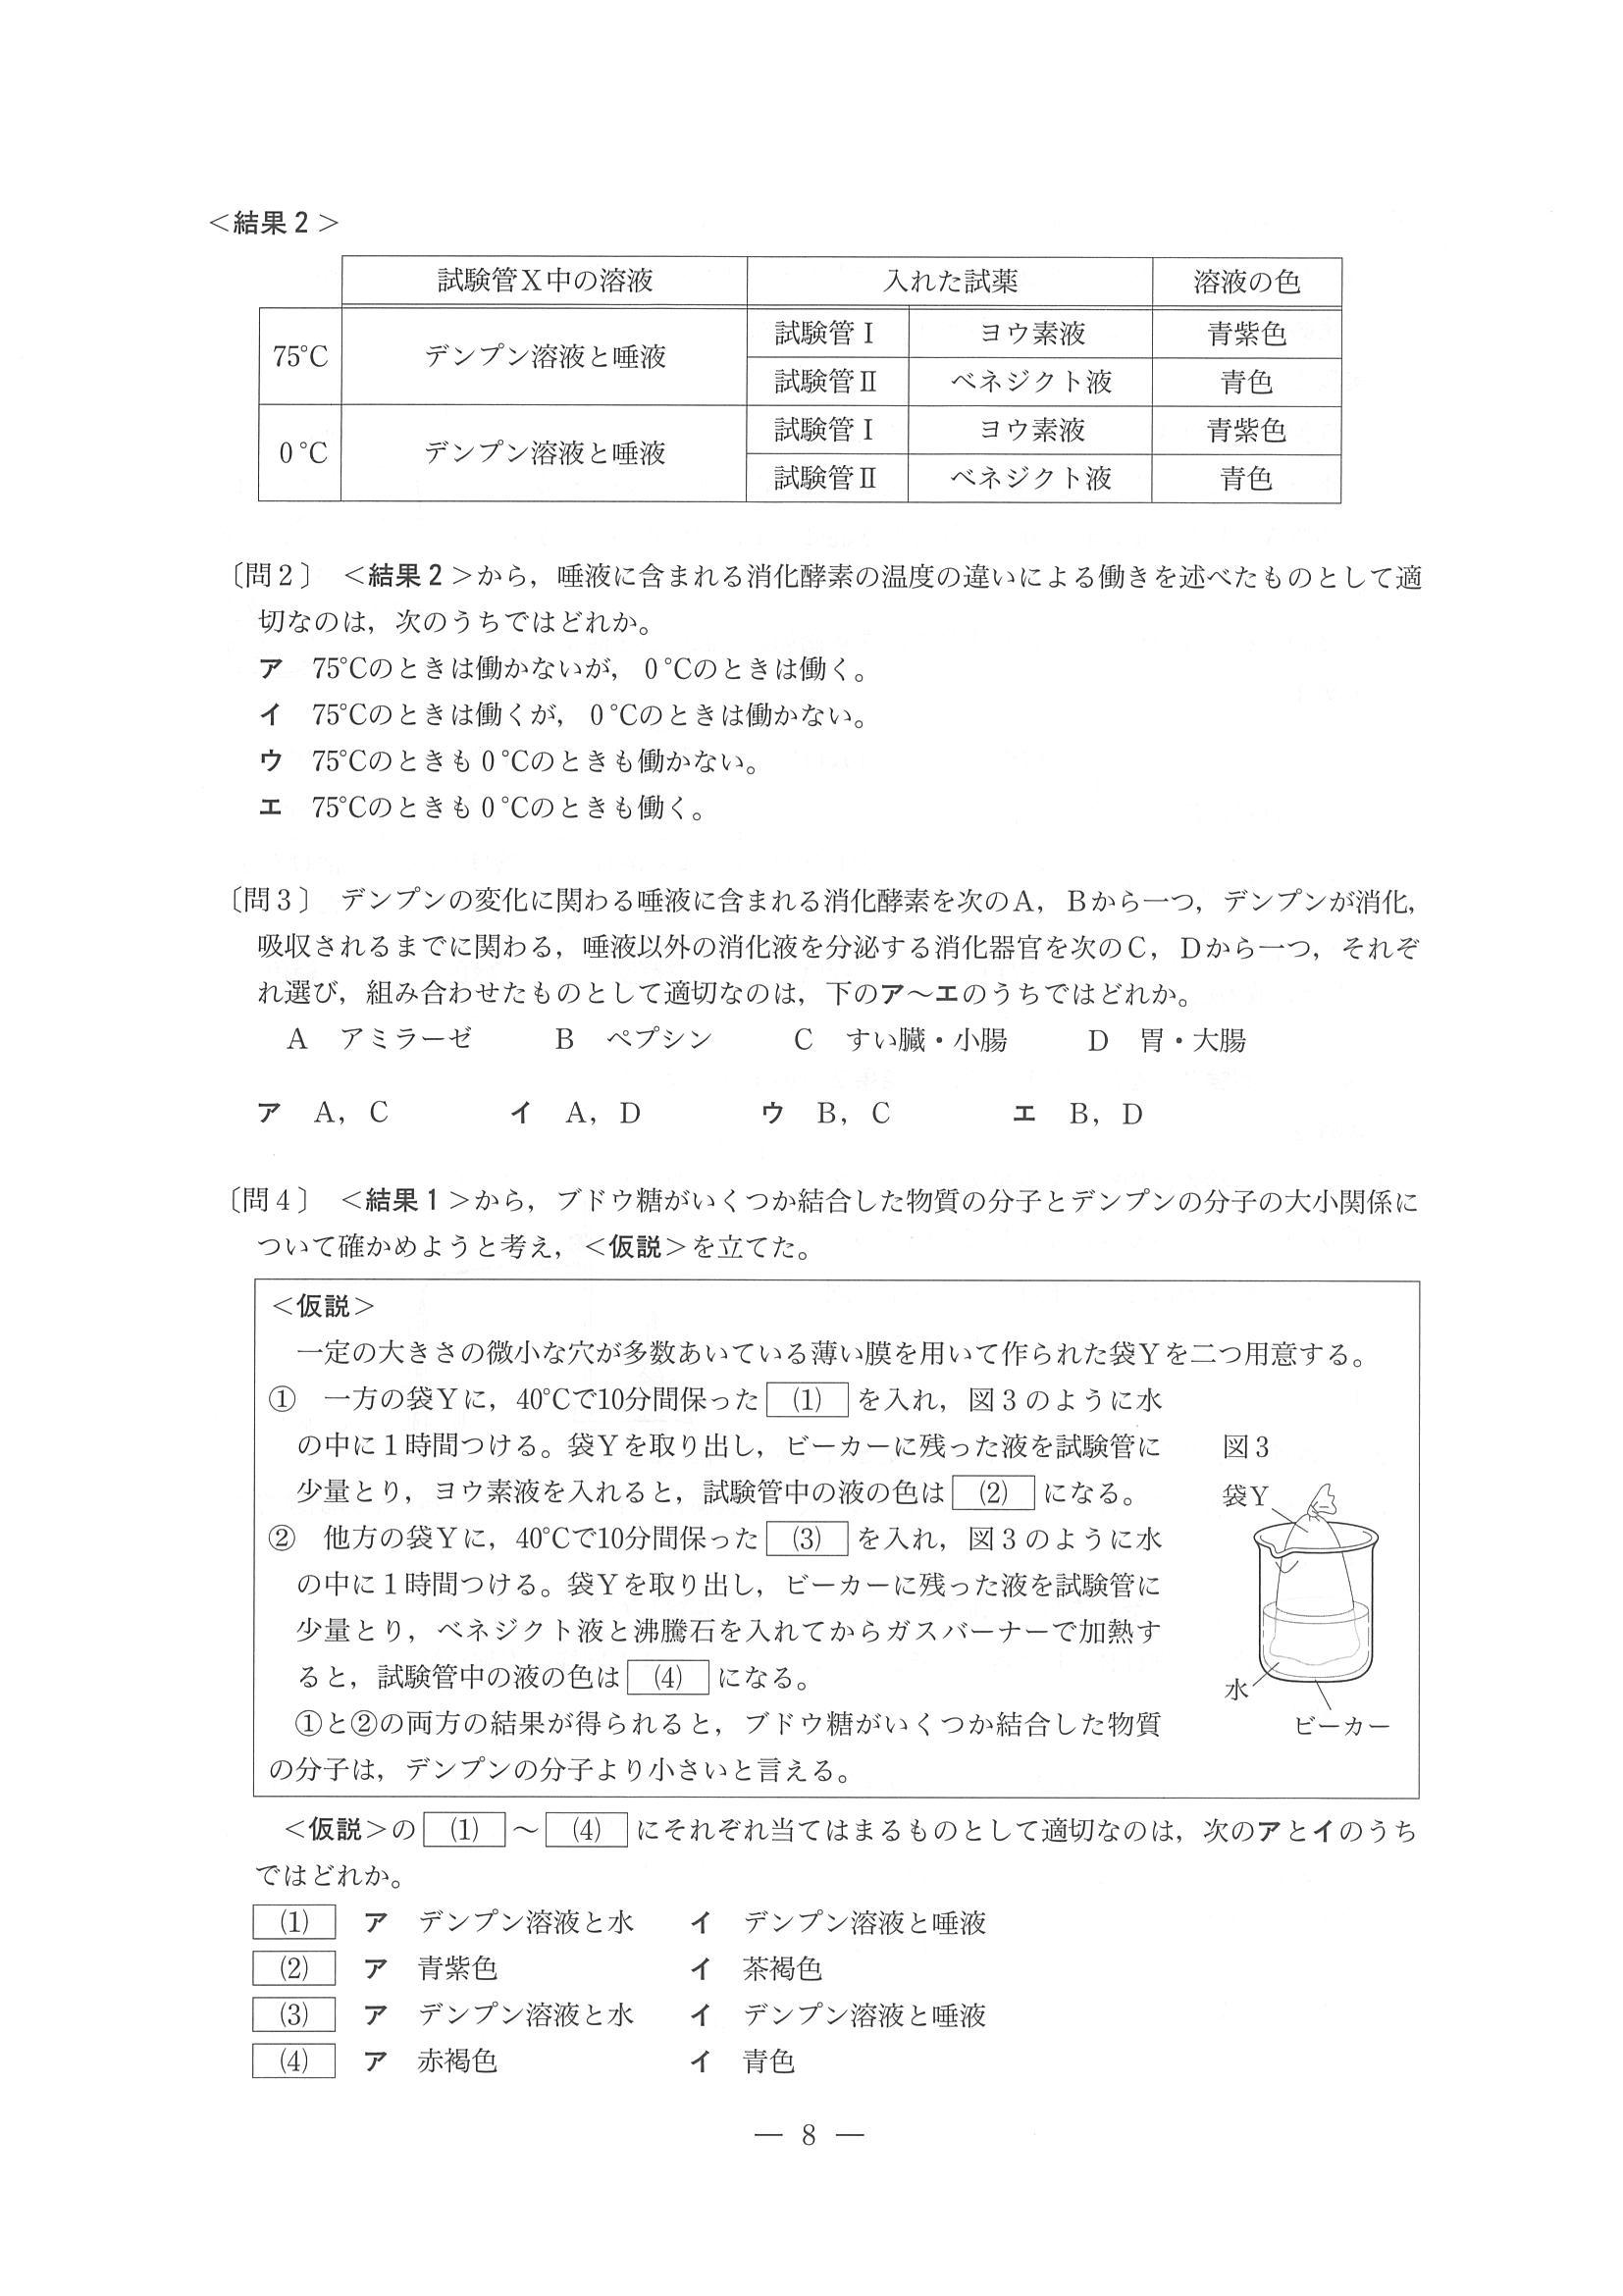 ＜結果２＞
試験管Ｘ中の溶液　入れた試薬　溶液の色
75℃　デンプン溶液と唾液　試験管Ⅰ　ヨウ素液　青紫色
試験管Ⅱ　ベネジクト液　青色
0℃　デンプン溶液と唾液　試験管Ⅰ　ヨウ素液　青紫色
試験管Ⅱ　ベネジクト液　青色
〔問２〕　＜結果２＞から，唾液に含まれる消化酵素の温度の違いによる働きを述べたものとして適
切なのは，次のうちではどれか。
ア　75℃のときは働かないが，0℃のときは働く。
イ　75℃のときは働くが，0℃のときは働かない。
ウ　75℃のときも0℃のときも働かない。
エ　75℃のときも0℃のときも働く。
〔問３〕　デンプンの変化に関わる唾液に含まれる消化酵素を次のＡ，Ｂから一つ，デンプンが消化，
吸収されるまでに関わる，唾液以外の消化液を分泌する消化器官を次のＣ，Ｄから一つ，それぞ
れ選び，組み合わせたものとして適切なのは，下のア〜エのうちではどれか。
Ａ　アミラーゼ　Ｂ　ペプシン　Ｃ　すい臓・小腸　Ｄ　胃・大腸
ア　Ａ，Ｃ　イ　Ａ，Ｄ　ウ　Ｂ，Ｃ　エ　Ｂ，Ｄ
〔問４〕　＜結果１＞から，ブドウ糖がいくつか結合した物質の分子とデンプンの分子の大小関係に
ついて確かめようと考え，＜仮説＞を立てた。
＜仮説＞
一定の大きさの微小な穴が多数あいている薄い膜を用いて作られた袋Ｙを二つ用意する。
①　一方の袋Ｙに，40℃で10分間保った (1) を入れ，図３のように水
の中に１時間つける。袋Ｙを取り出し，ビーカーに残った液を試験管に
少量とり，ヨウ素液を入れると，試験管中の液の色は (2) になる。
②　他方の袋Ｙに，40℃で10分間保った (3) を入れ，図３のように水
の中に１時間つける。袋Ｙを取り出し，ビーカーに残った液を試験管に
少量とり，ベネジクト液と沸騰石を入れてからガスバーナーで加熱す
ると，試験管中の液の色は (4) になる。
①と②の両方の結果が得られると，ブドウ糖がいくつか結合した物質
の分子は，デンプンの分子より小さいと言える。
図３
袋Ｙ
水
ビーカー
＜仮説＞の (1) 〜 (4) にそれぞれ当てはまるものとして適切なのは，次のアとイのうち
ではどれか。
(1)　ア　デンプン溶液と水　イ　デンプン溶液と唾液
(2)　ア　青紫色　イ　茶褐色
(3)　ア　デンプン溶液と水　イ　デンプン溶液と唾液
(4)　ア　赤褐色　イ　青色
— 8 —